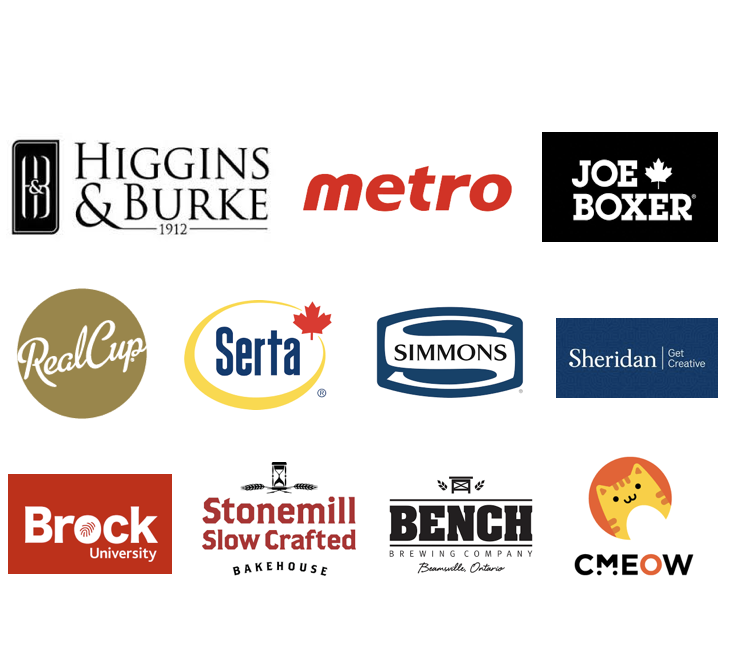 H&B
HIGGINS
& BURKE
1912
metro
JOE
BOXER®
RealCup
Serta
®
SIMMONS
®
Sheridan
Get
Creative
Brock
University
Stonemill
Slow Crafted
BAKEHOUSE
BENCH
BREWING COMPANY
Beamsville, Ontario
CMEOW